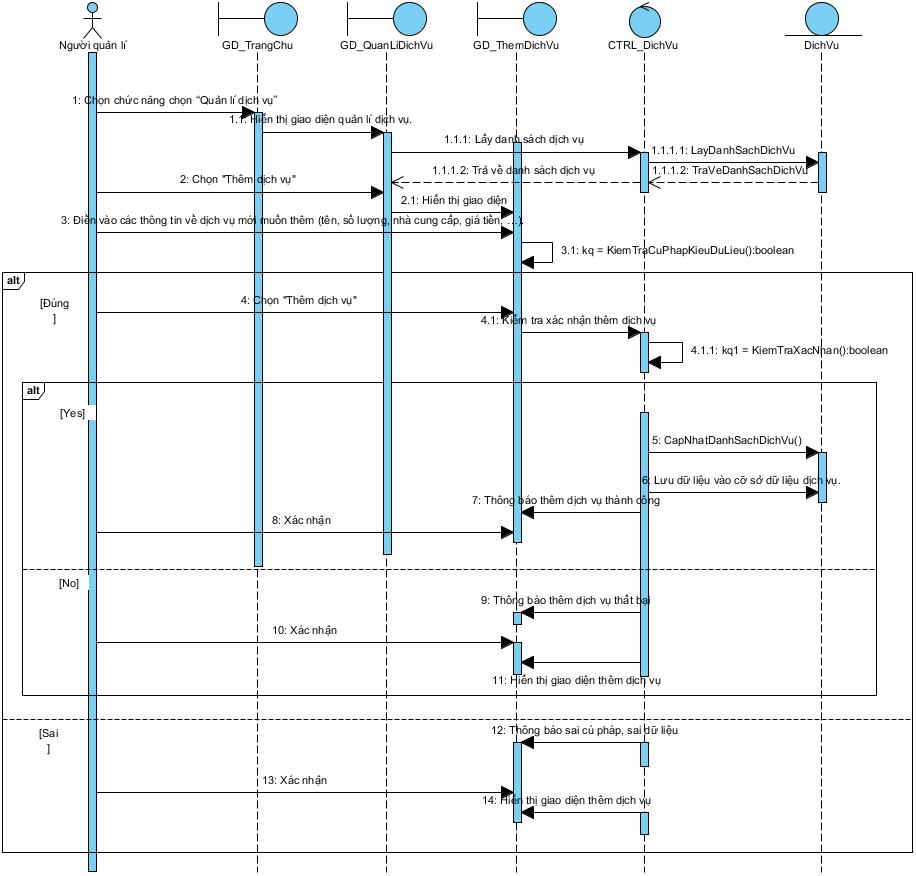 Người quản lí
GD_TrangChu
GD_QuanLiDichVu
GD_ThemDichVu
CTRL_DichVu
DichVu
1: Chọn chức năng chọn "Quản lí dịch vụ"
1.1: Hiển thị giao diện quản lí dịch vụ.
1.1.1: Lấy danh sách dịch vụ
1.1.1.1: LayDanhSachDichVu
1.1.1.2: Trả về danh sách dịch vụ
1.1.1.2: TraVeDanhSachDichVu
2: Chọn "Thêm dịch vụ"
2.1: Hiển thị giao diện
3: Điền vào các thông tin về dịch vụ mới muốn thêm (tên, số lượng, nhà cung cấp, giá tiền, ...).
3.1: kq = KiemTraCuPhapKieuDuLieu():boolean
alt
[Đúng
]
4: Chọn "Thêm dịch vụ"
4.1: Kiểm tra xác nhận thêm dịch vụ
4.1.1: kq1 = KiemTraXacNhan():boolean
alt
[Yes]
5: CapNhatDanhSachDichVu()
6: Lưu dữ liệu vào cỡ sở dữ liệu dịch vụ.
7: Thông báo thêm dịch vụ thành công
8: Xác nhận
[No]
9: Thông báo thêm dịch vụ thất bại
10: Xác nhận
11: Hiển thị giao diện thêm dịch vụ
[Sai
]
12: Thông báo sai cú pháp, sai dữ liệu
13: Xác nhận
14: Hiển thị giao diện thêm dịch vụ